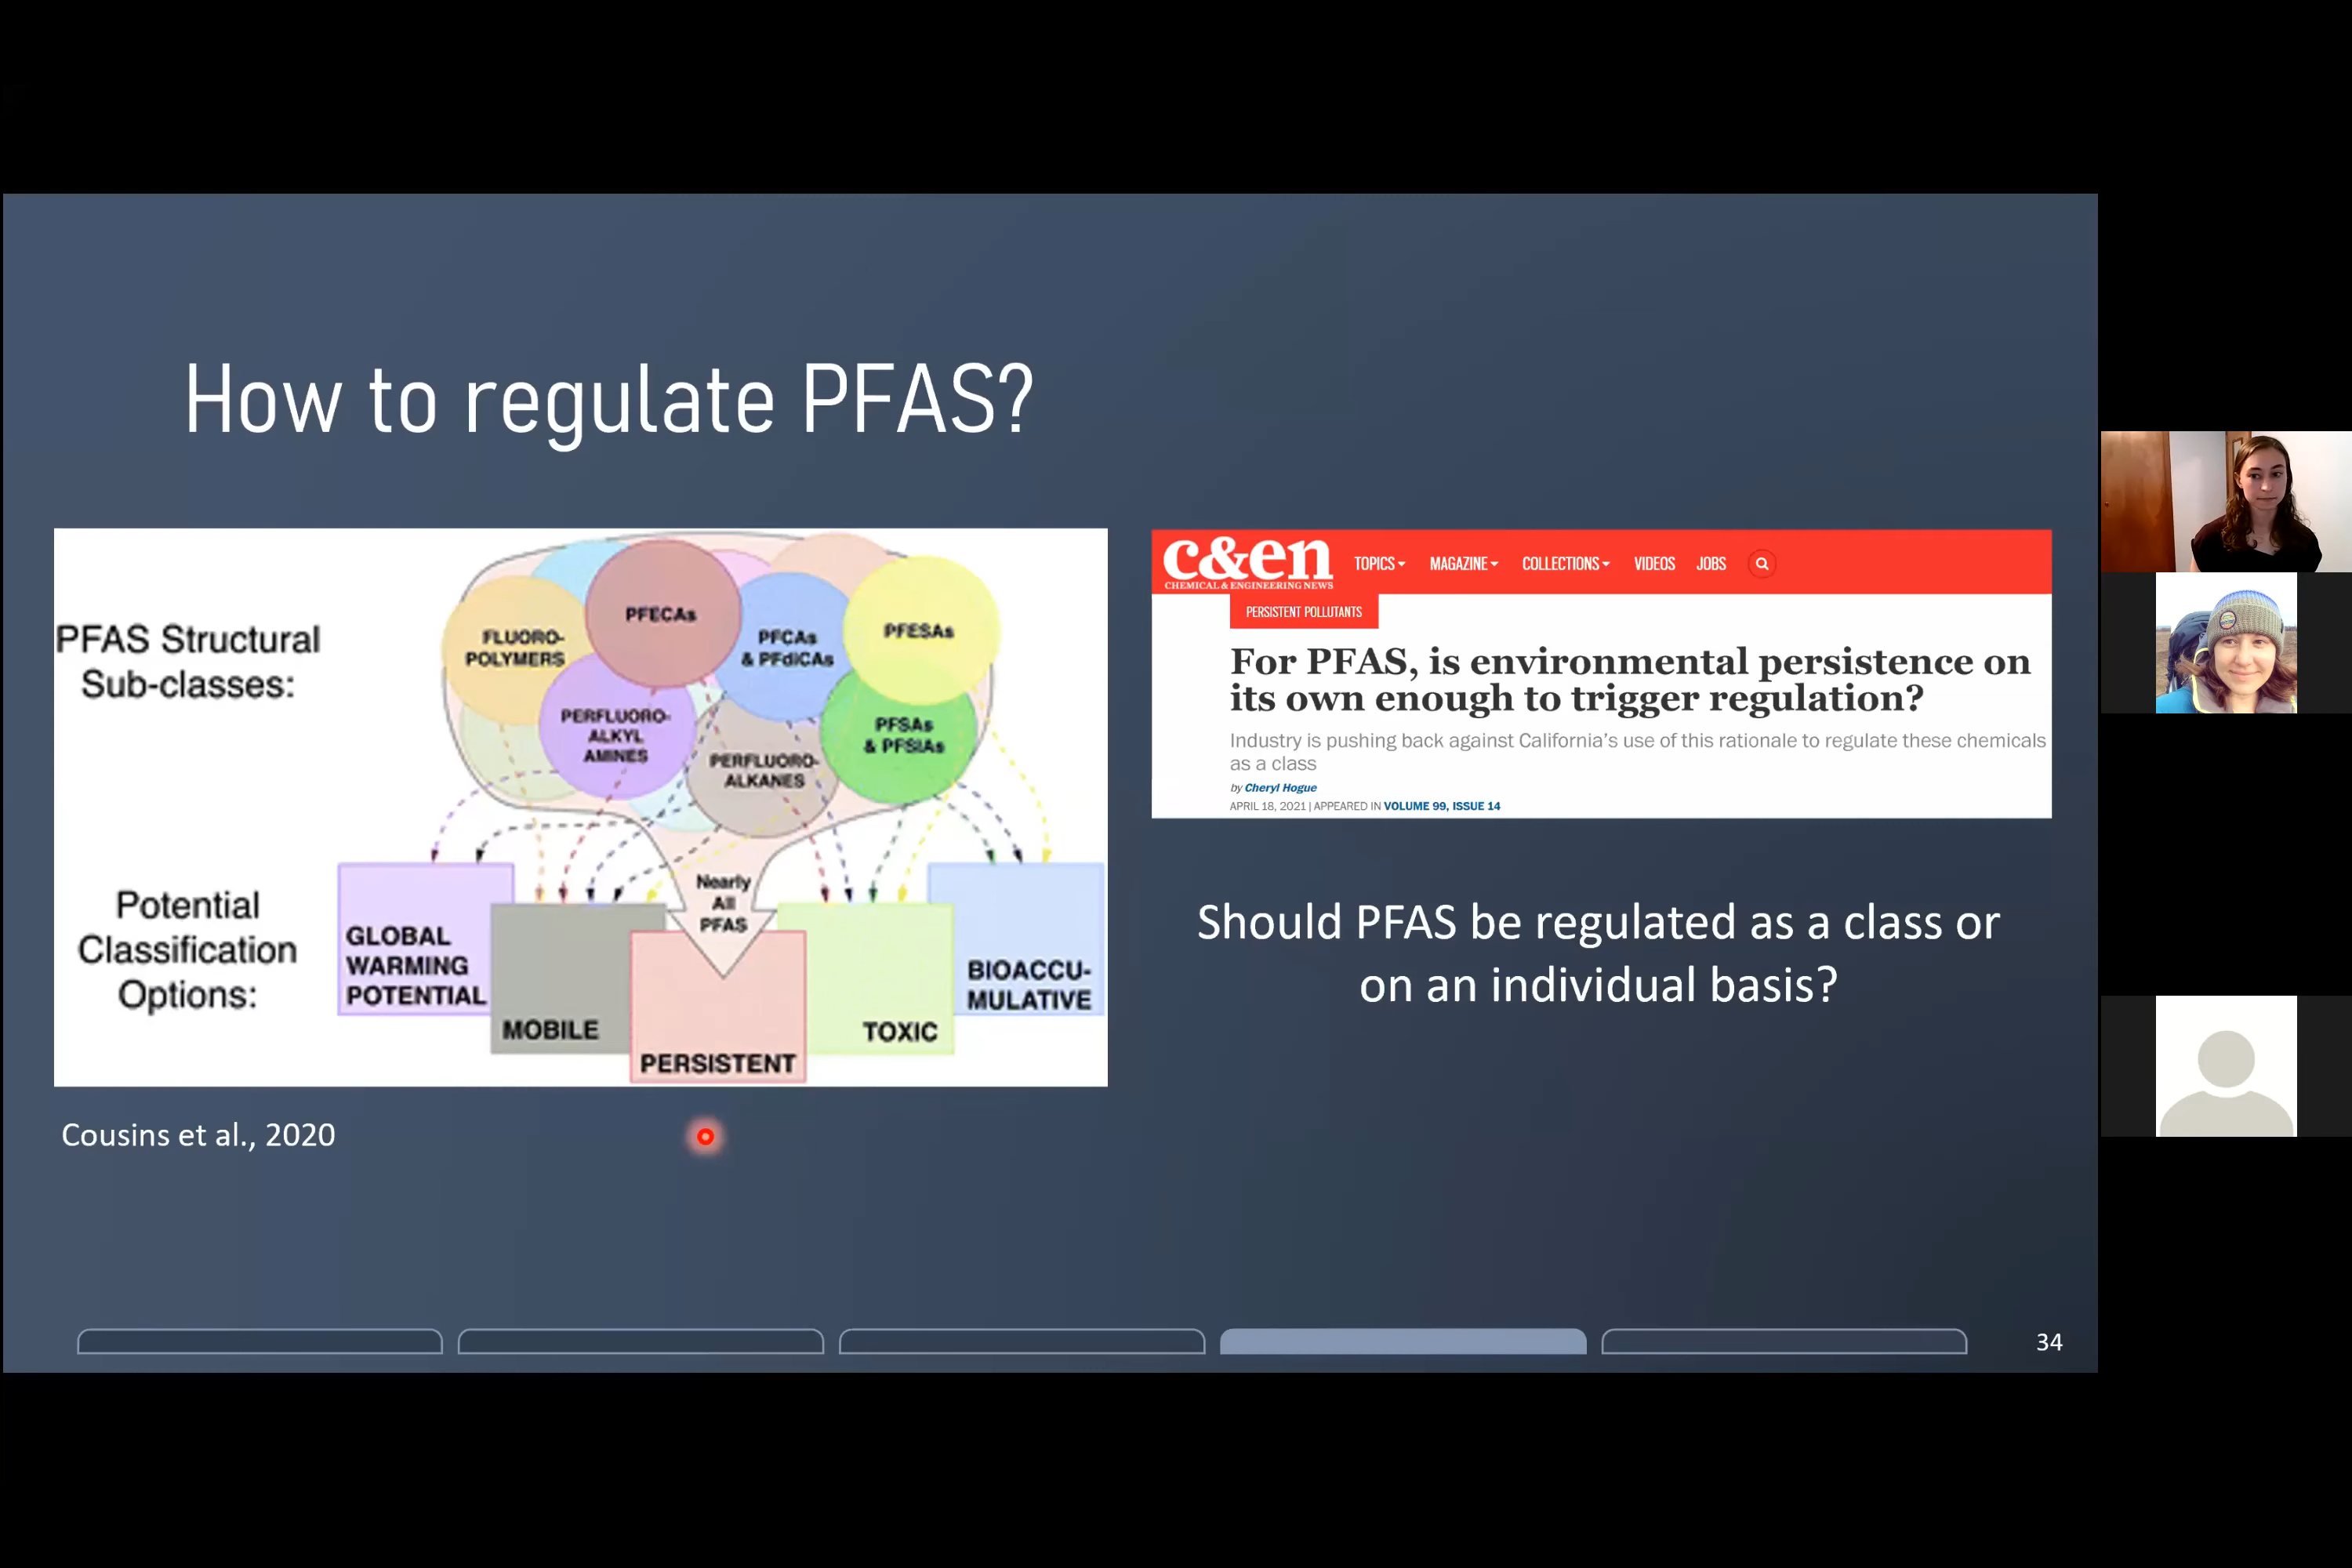 How to regulate PFAS?
PFAS Structural
Sub-classes:
FLUORO-
POLYMERS
PFECAs
PFCAs
& PFdiCAs
PFESAs
PERFLUORO-
ALKYL
AMINES
PERFLUORO-
ALKANES
PFSAs
& PFSIAs
Potential
Classification
Options:
Nearly
All
PFAS
GLOBAL
WARMING
POTENTIAL
MOBILE
PERSISTENT
TOXIC
BIOACCU-
MULATIVE
Cousins et al., 2020
c&en
CHEMICAL & ENGINEERING NEWS
TOPICS MAGAZINE COLLECTIONS VIDEOS JOBS
PERSISTENT POLLUTANTS
For PFAS, is environmental persistence on
its own enough to trigger regulation?
Industry is pushing back against California's use of this rationale to regulate these chemicals
as a class
by Cheryl Hogue
APRIL 18, 2021 | APPEARED IN VOLUME 99, ISSUE 14
Should PFAS be regulated as a class or
on an individual basis?
34